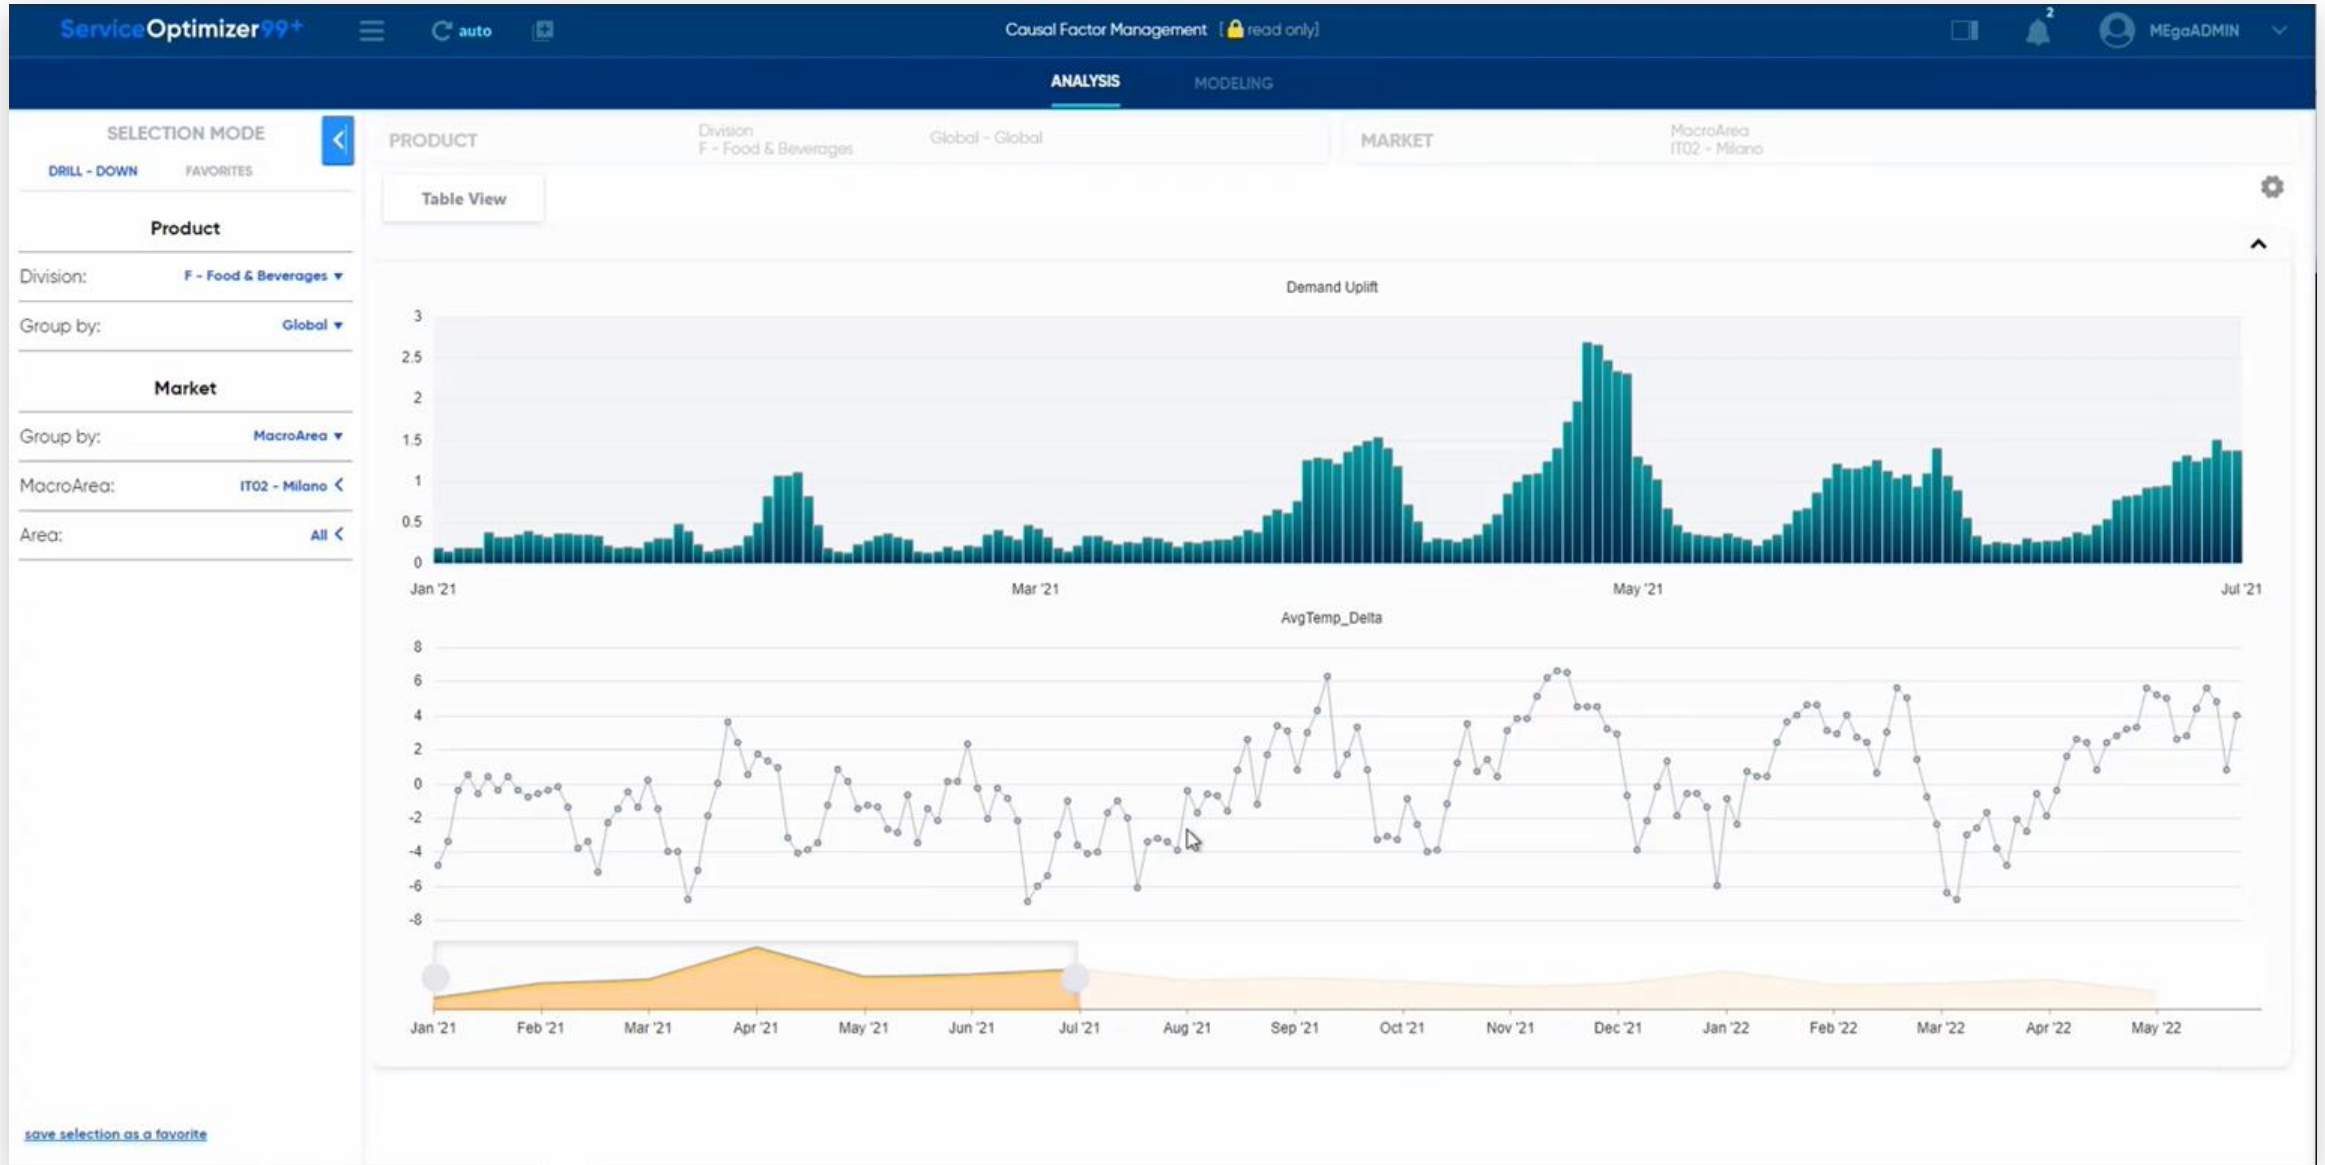 ServiceOptimizer99+
auto
Causal Factor Management [🔒read only]
2
MEgaADMIN
ANALYSIS
MODELING
SELECTION MODE
DRILL - DOWN
FAVORITES
Product
Division:
F - Food & Beverages
Group by:
Global
Market
Group by:
MacroArea
MacroArea:
IT02 - Milano
Area:
All
save selection as a favorite
PRODUCT
Division
F - Food & Beverages
Global - Global
MARKET
MacroArea
IT02 - Milano
Table View
Demand Uplift
3
2.5
2
1.5
1
0.5
0
Jan '21
Mar '21
May '21
Jul '21
AvgTemp_Delta
8
6
4
2
0
-2
-4
-6
-8
Jan '21
Feb '21
Mar '21
Apr '21
May '21
Jun '21
Jul '21
Aug '21
Sep '21
Oct '21
Nov '21
Dec '21
Jan '22
Feb '22
Mar '22
Apr '22
May '22